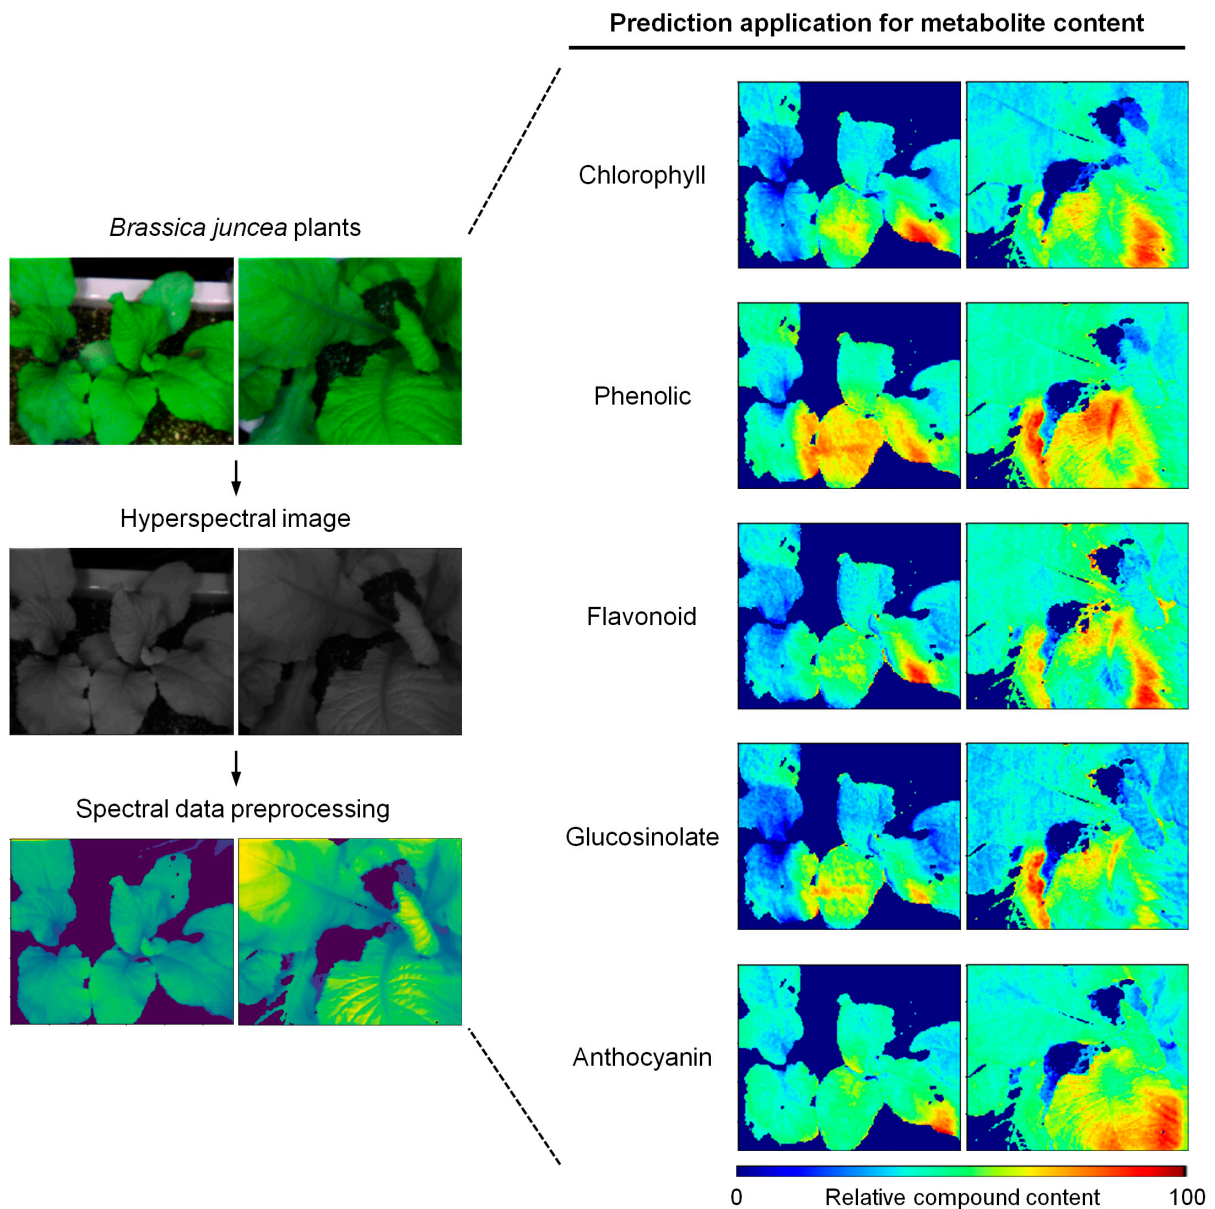 Prediction application for metabolite content
Brassica juncea plants
Hyperspectral image
Spectral data preprocessing
Chlorophyll
Phenolic
Flavonoid
Glucosinolate
Anthocyanin
0 Relative compound content 100